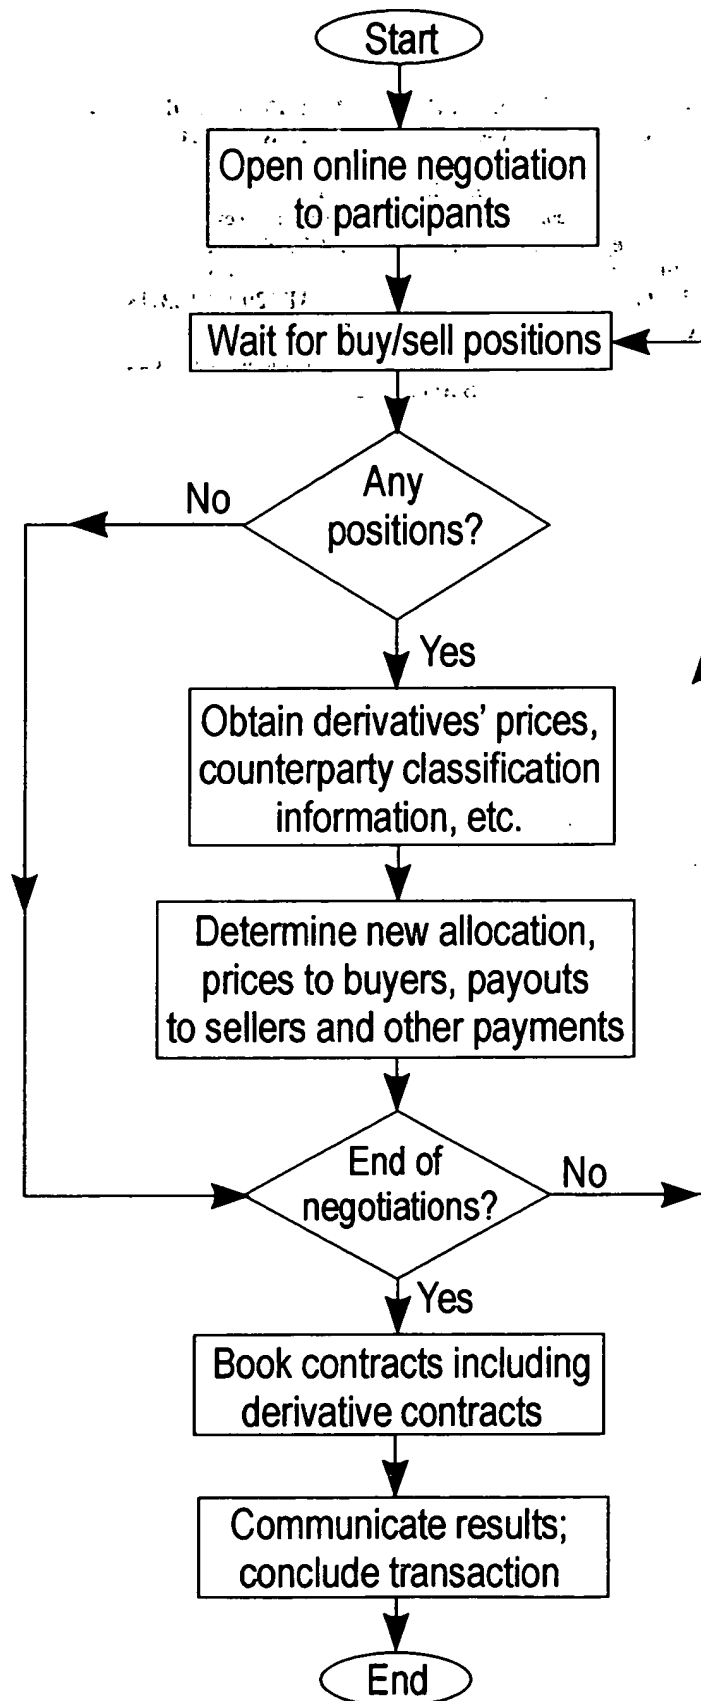 Start
Open online negotiation
to participants
Wait for buy/sell positions
Any
positions?
No
Yes
Obtain derivatives’ prices,
counterparty classification
information, etc.
Determine new allocation,
prices to buyers, payouts
to sellers and other payments
End of
negotiations?
No
Yes
Book contracts including
derivative contracts
Communicate results;
conclude transaction
End